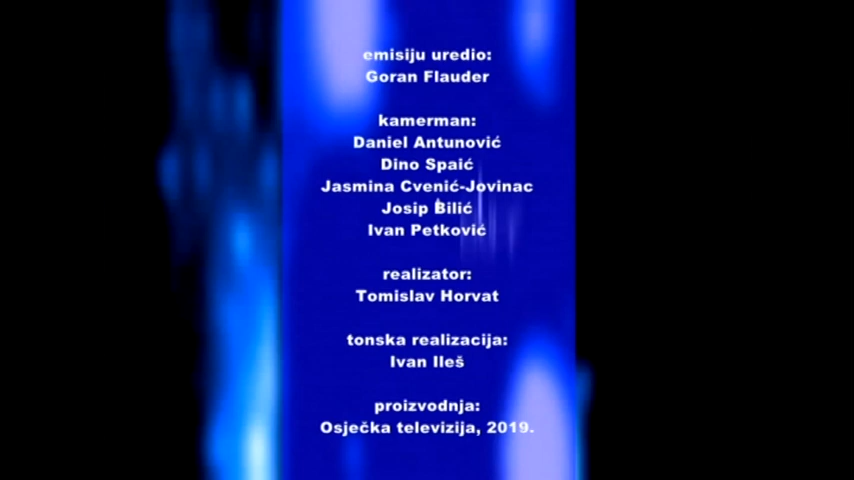 emisiju uredio:
Goran Flauder
kamerman:
Daniel Antunović
Dino Spaić
Jasmina Cvenić-Jovinac
Josip Bilić
Ivan Petković
realizator:
Tomislav Horvat
tonska realizacija:
Ivan Ileš
proizvodnja:
Osječka televizija, 2019.